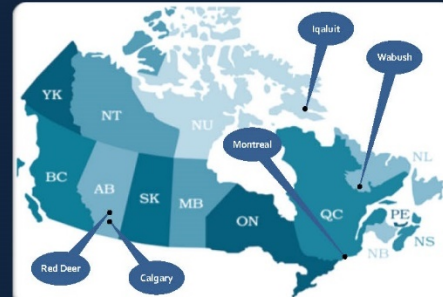 Iqaluit
Wabush
YK
NT
NU
Montreal
NL
BC
AB
SK
MB
ON
QC
PE
NB
NS
Red Deer
Calgary